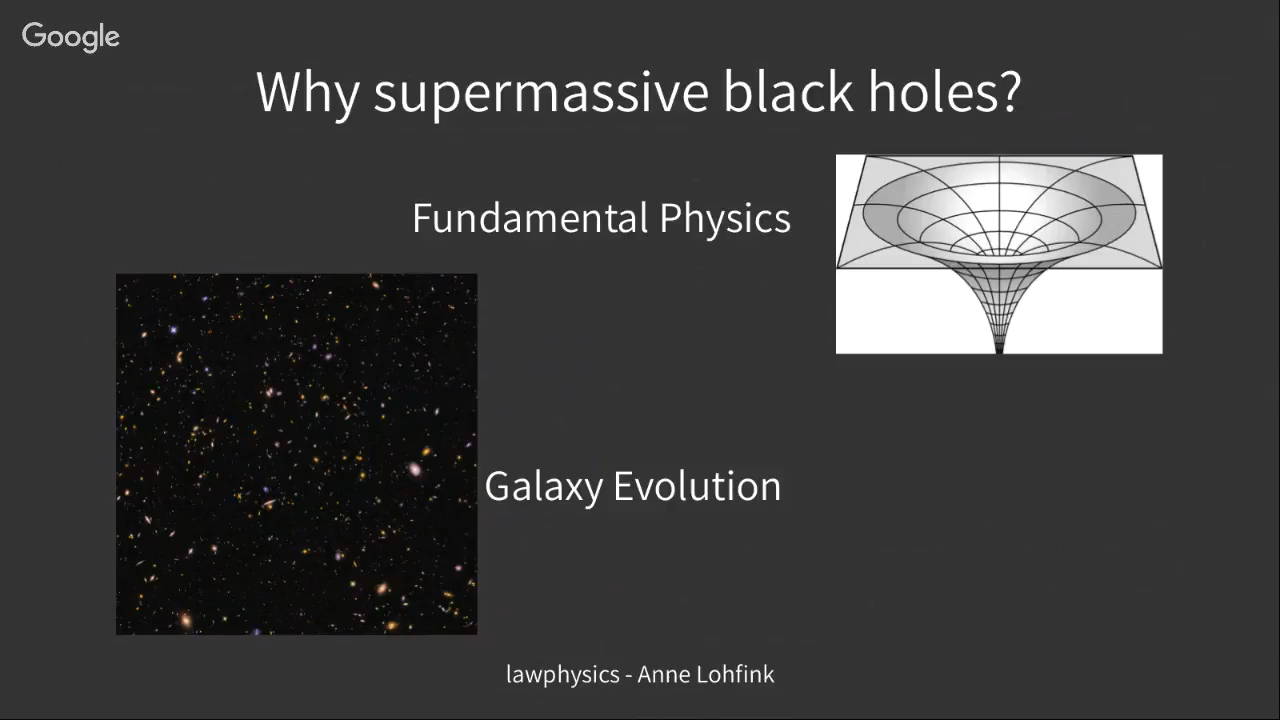 Google
Why supermassive black holes?
Fundamental Physics
Galaxy Evolution
lawphysics - Anne Lohfink